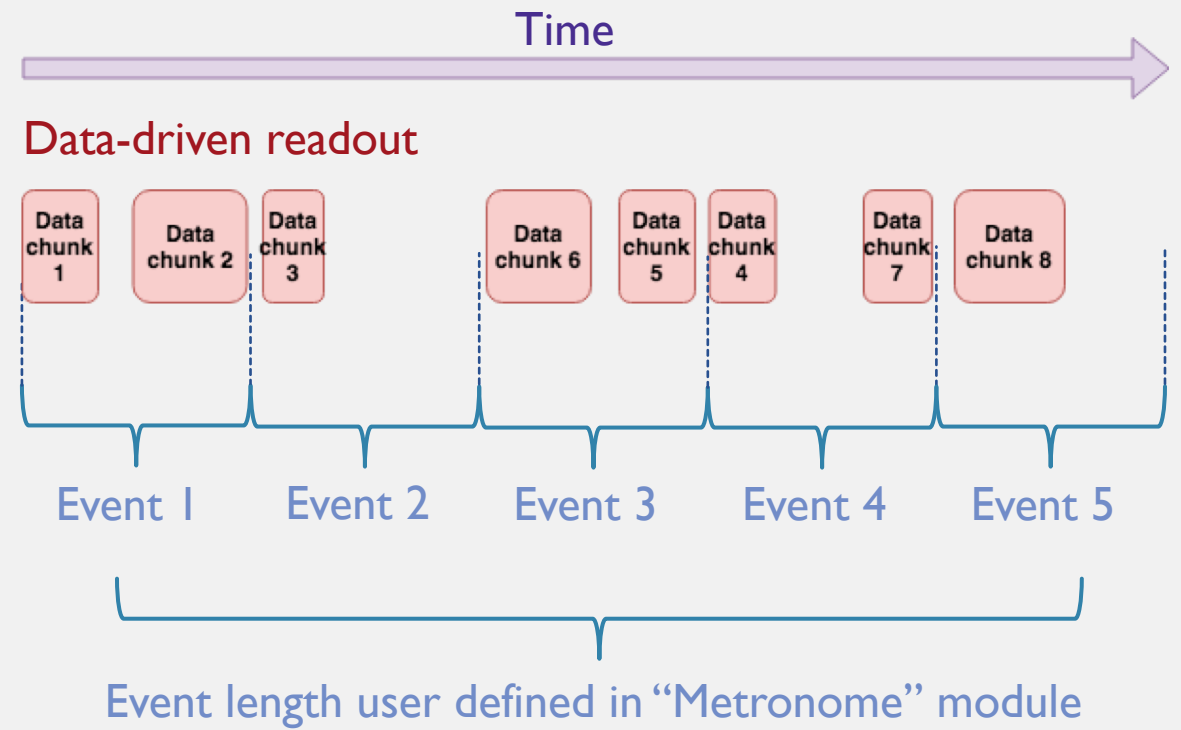 Time
Data-driven readout
Data
chunk
1
Data
chunk 2
Data
chunk
3
Data
chunk 6
Data
chunk
5
Data
chunk
4
Data
chunk
7
Data
chunk 8
Event 1
Event 2
Event 3
Event 4
Event 5
Event length user defined in “Metronome” module